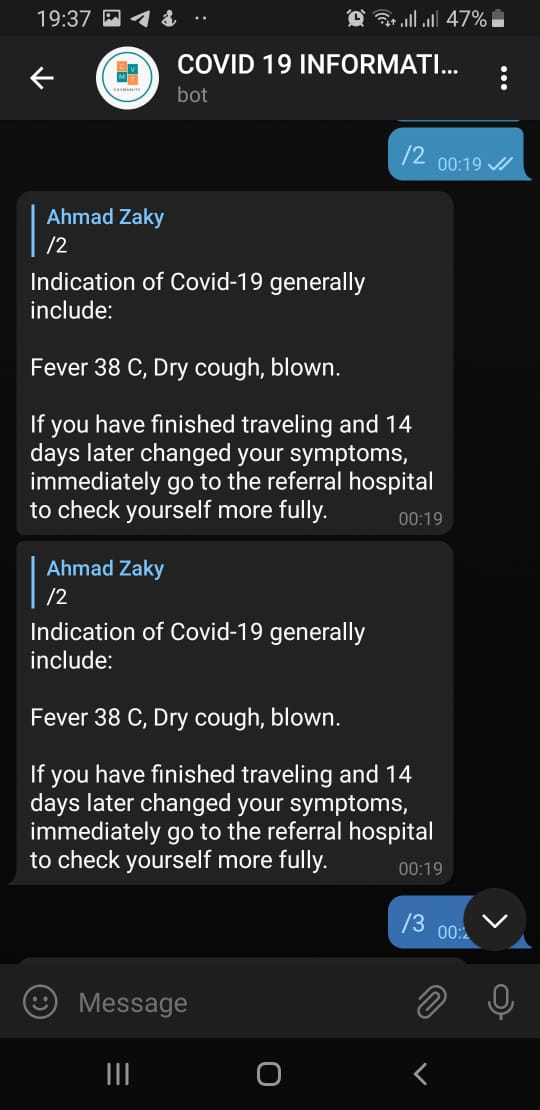 19:37
47%
COVID 19 INFORMATI...
bot
/2 00:19
Ahmad Zaky
/2
Indication of Covid-19 generally
include:
Fever 38 C, Dry cough, blown.
If you have finished traveling and 14
days later changed your symptoms,
immediately go to the referral hospital
to check yourself more fully.
00:19
Ahmad Zaky
/2
Indication of Covid-19 generally
include:
Fever 38 C, Dry cough, blown.
If you have finished traveling and 14
days later changed your symptoms,
immediately go to the referral hospital
to check yourself more fully.
00:19
/3
Message